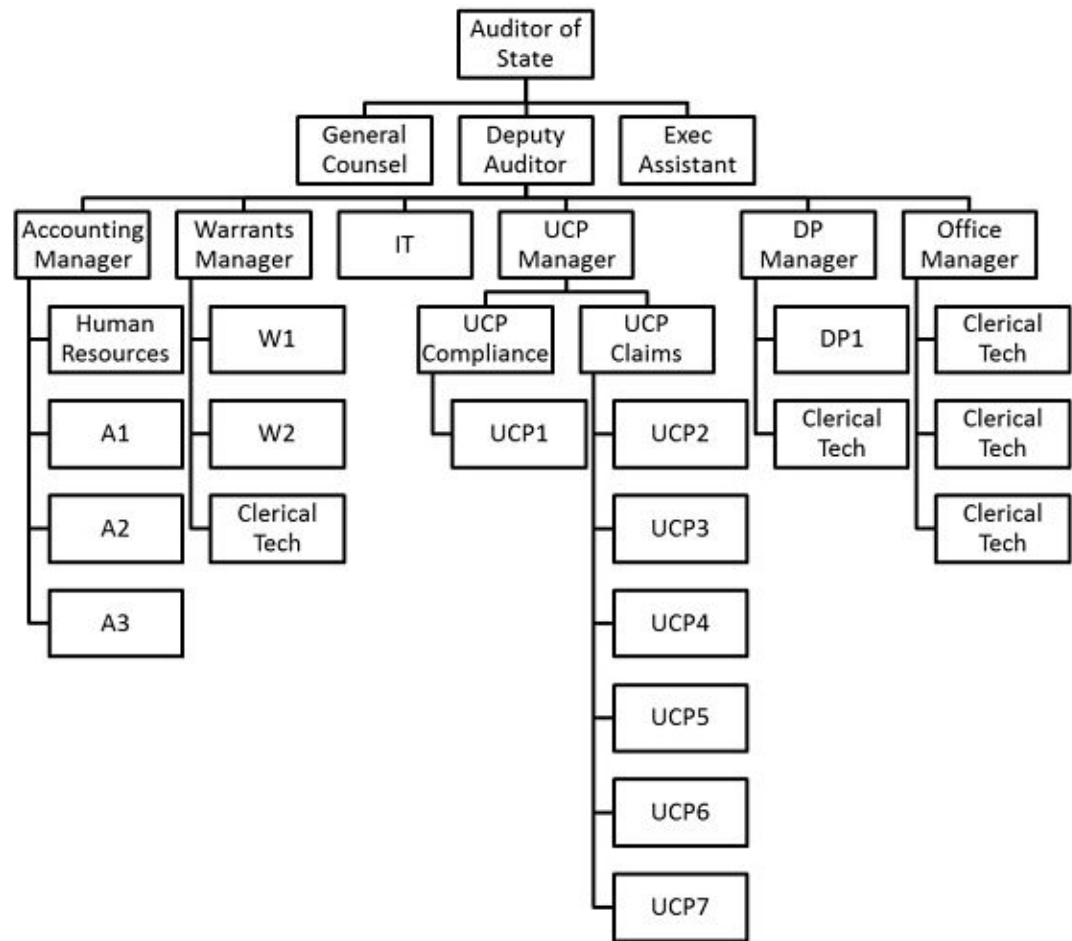 Auditor of
State
General
Counsel
Deputy
Auditor
Exec
Assistant
Accounting
Manager
Warrants
Manager
IT
UCP
Manager
DP
Manager
Office
Manager
Human
Resources
A1
A2
A3
W1
W2
Clerical
Tech
UCP
Compliance
UCP1
UCP
Claims
UCP2
UCP3
UCP4
UCP5
UCP6
UCP7
DP1
Clerical
Tech
Clerical
Tech
Clerical
Tech
Clerical
Tech